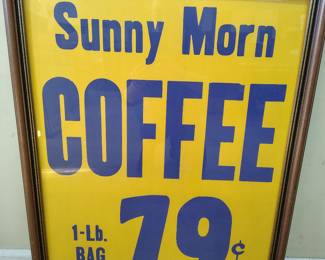 Sunny Morn
COFFEE
1-Lb.
BAG
79¢